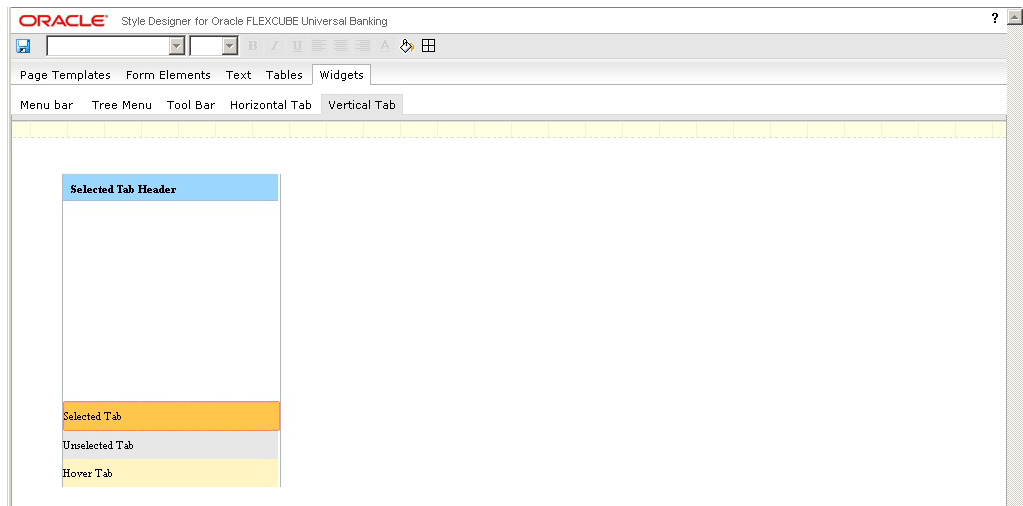 ORACLE® Style Designer for Oracle FLEXCUBE Universal Banking ?
B I U A
Page Templates Form Elements Text Tables Widgets
Menu bar Tree Menu Tool Bar Horizontal Tab Vertical Tab
Selected Tab Header
Selected Tab
Unselected Tab
Hover Tab